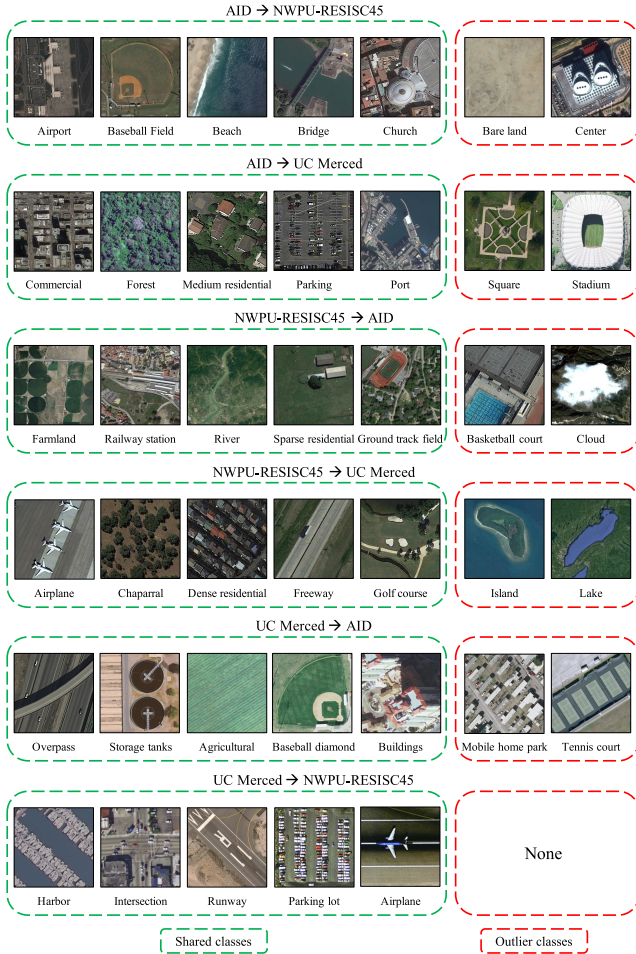 AID → NWPU-RESISC45
Airport Baseball Field Beach Bridge Church Bare land Center
AID → UC Merced
Commercial Forest Medium residential Parking Port Square Stadium
NWPU-RESISC45 → AID
Farmland Railway station River Sparse residential Ground track field Basketball court Cloud
NWPU-RESISC45 → UC Merced
Airplane Chaparral Dense residential Freeway Golf course Island Lake
UC Merced → AID
Overpass Storage tanks Agricultural Baseball diamond Buildings Mobile home park Tennis court
UC Merced → NWPU-RESISC45
None
Harbor Intersection Runway Parking lot Airplane
Shared classes Outlier classes